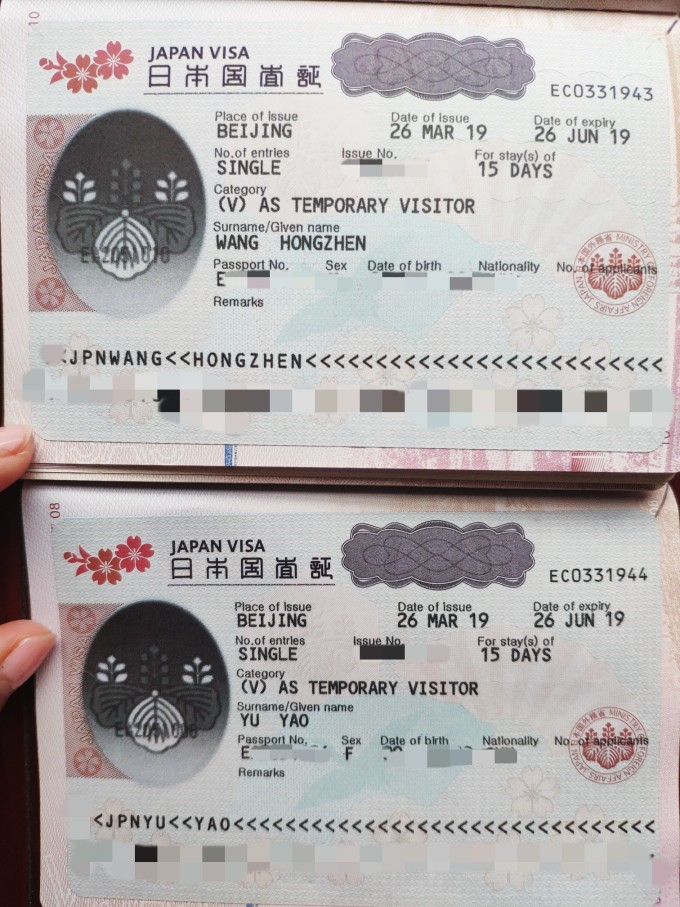 10
JAPAN VISA
日本国査証
EC0331943
Place of issue Date of issue Date of expiry
BEIJING 26 MAR 19 26 JUN 19
No.of entries Issue No. For stay(s) of
SINGLE 15 DAYS
Category
(V) AS TEMPORARY VISITOR
Surname/Given name
WANG HONGZHEN
Passport No. Sex Date of birth Nationality No. of applicants
E
Remarks
JAPAN VISA
<JPNWANG<<HONGZHEN<<<<<<<<<<<<<<<<<<<<<<<<<<<
08
JAPAN VISA
日本国査証
EC0331944
Place of issue Date of issue Date of expiry
BEIJING 26 MAR 19 26 JUN 19
No.of entries Issue No. For stay(s) of
SINGLE 15 DAYS
Category
(V) AS TEMPORARY VISITOR
Surname/Given name
YU YAO
Passport No. Sex Date of birth Nationality No. of applicants
E F
Remarks
JAPAN VISA
<JPNYU<<YAO<<<<<<<<<<<<<<<<<<<<<<<<<<<<<<<<<